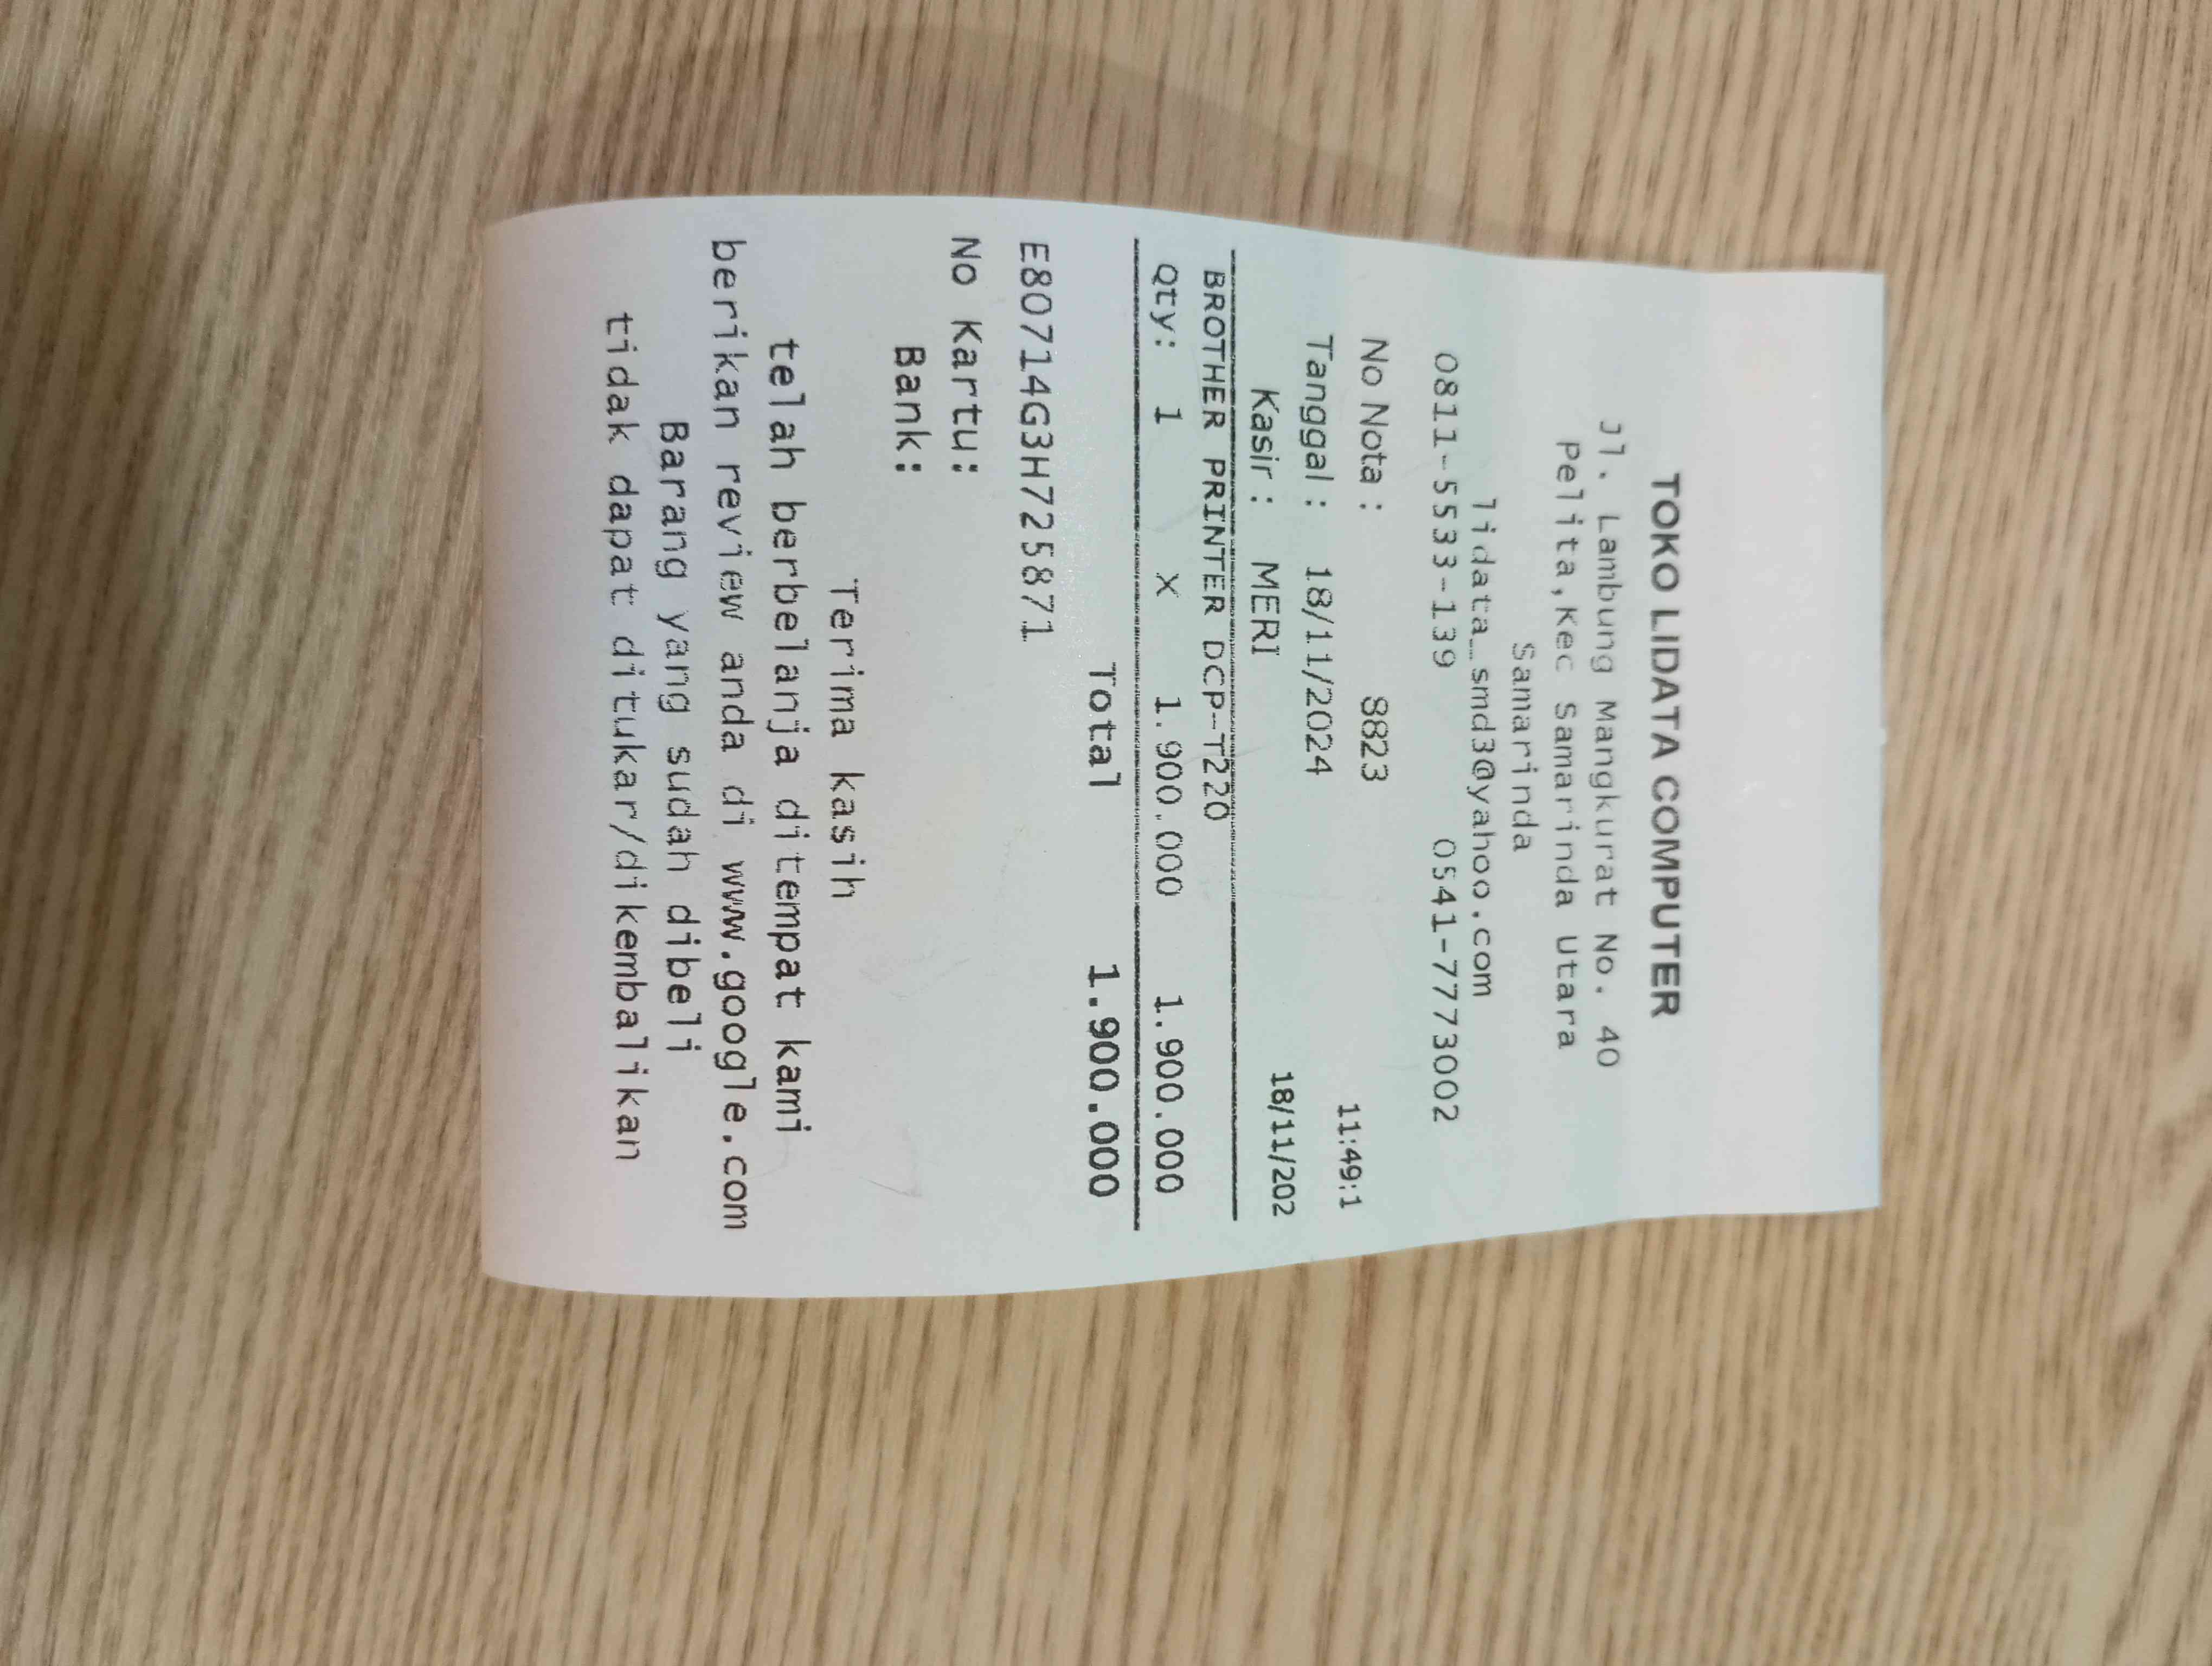 TOKO LIDATA COMPUTER
Jl. Lambung Mangkurat No. 40
Pelita,Kec Samarinda Utara
Samarinda
lidata_smd3@yahoo.com
0811-5533-139 0541-7773002
No Nota : 8823
Tanggal : 18/11/2024 11:49:1
Kasir : MERI 18/11/202
BROTHER PRINTER DCP-T220
Qty: 1 X 1.900.000 1.900.000
Total 1.900.000
E80714G3H725871
No Kartu:
Bank:
Terima kasih
telah berbelanja ditempat kami
berikan review anda di www.google.com
Barang yang sudah dibeli
tidak dapat ditukar/dikembalikan